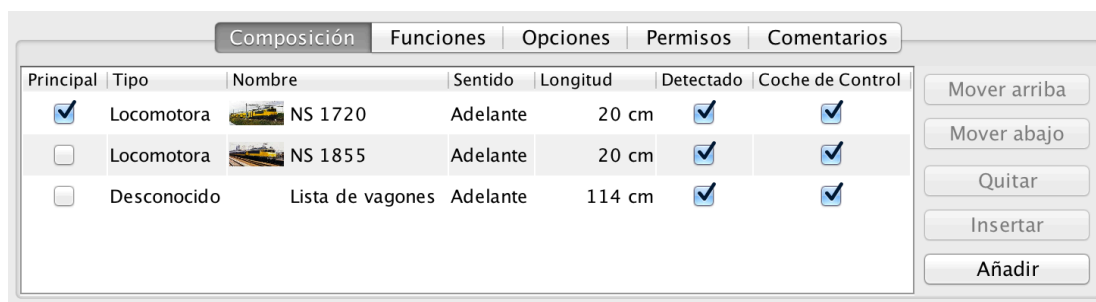 Composición Funciones Opciones Permisos Comentarios
Principal Tipo Nombre Sentido Longitud Detectado Coche de Control
Locomotora NS 1720 Adelante 20 cm
Locomotora NS 1855 Adelante 20 cm
Desconocido Lista de vagones Adelante 114 cm
Mover arriba
Mover abajo
Quitar
Insertar
Añadir